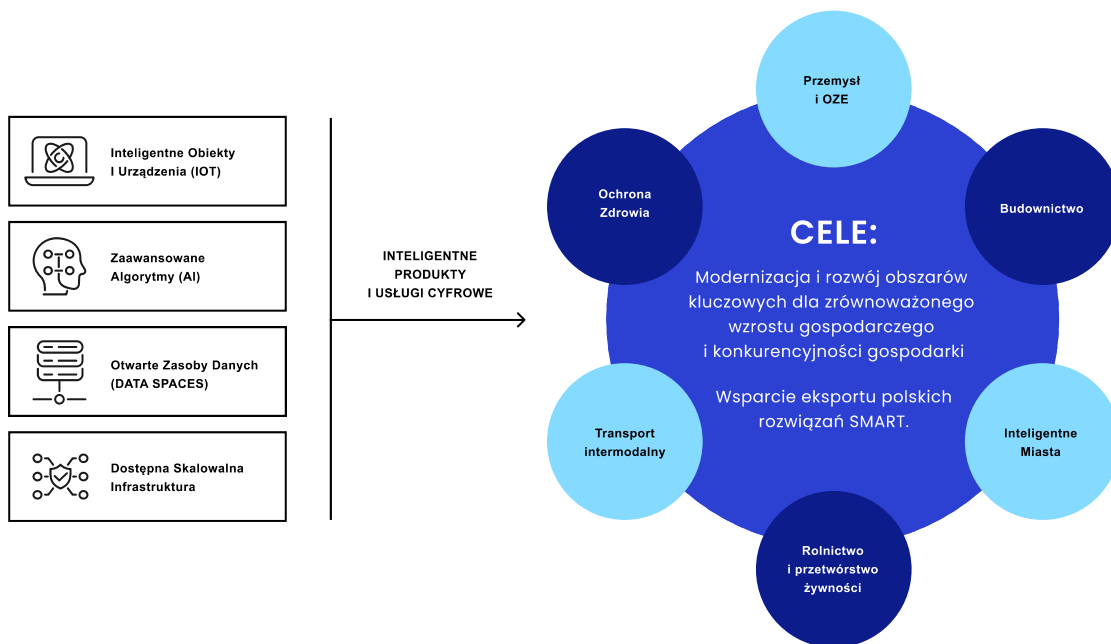 Inteligentne Obiekty
I Urządzenia (IOT)
Zaawansowane
Algorytmy (AI)
Otwarte Zasoby Danych
(DATA SPACES)
Dostępna Skalowalna
Infrastruktura
INTELIGENTNE
PRODUKTY
I USŁUGI CYFROWE
Przemysł
i OZE
Ochrona
Zdrowia
Budownictwo
CELE:
Modernizacja i rozwój obszarów
kluczowych dla zrównoważonego
wzrostu gospodarczego
i konkurencyjności gospodarki
Wsparcie eksportu polskich
rozwiązań SMART.
Transport
intermodalny
Inteligentne
Miasta
Rolnictwo
i przetwórstwo
żywności